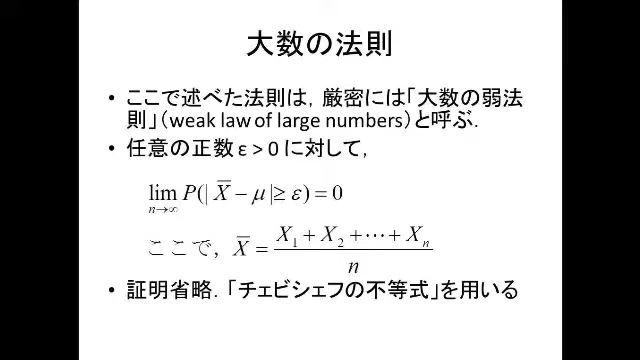 大数の法則
• ここで述べた法則は，厳密には「大数の弱法
則」（weak law of large numbers）と呼ぶ．
• 任意の正数 ε > 0 に対して，
lim P(| X̅ − μ |≥ ε) = 0
n→∞
ここで， X̅ = (X₁ + X₂ + ⋯ + Xₙ) / n
• 証明省略．「チェビシェフの不等式」を用いる